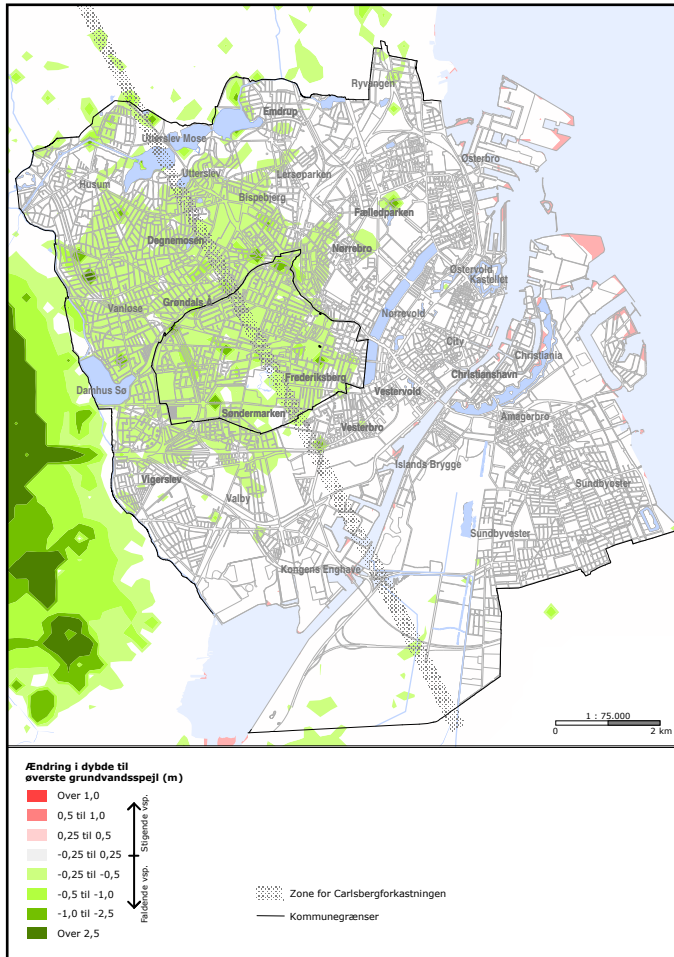 Ryvangen
Emdrup
Utterslev Mose
Østerbro
Lersøparken
Utterslev
Husum
Bispebjerg
Fælledparken
Degnemosen
Nørrebro
Østervold
Kastellet
Grøndals Å
Vanløse
Nørrevold
City
Christiania
Frederiksberg
Christianshavn
Damhus Sø
Vestervold
Søndermarken
Amagerbro
Vesterbro
Islands Brygge
Vigerslev
Sundbyøster
Valby
Sundbyvester
Kongens Enghave
1 : 75.000
0 2 km
Ændring i dybde til
øverste grundvandsspejl (m)
Over 1,0
0,5 til 1,0
0,25 til 0,5
-0,25 til 0,25
-0,25 til -0,5
-0,5 til -1,0
-1,0 til -2,5
Over 2,5
Stigende vsp.
Faldende vsp.
Zone for Carlsbergforkastningen
Kommunegrænser